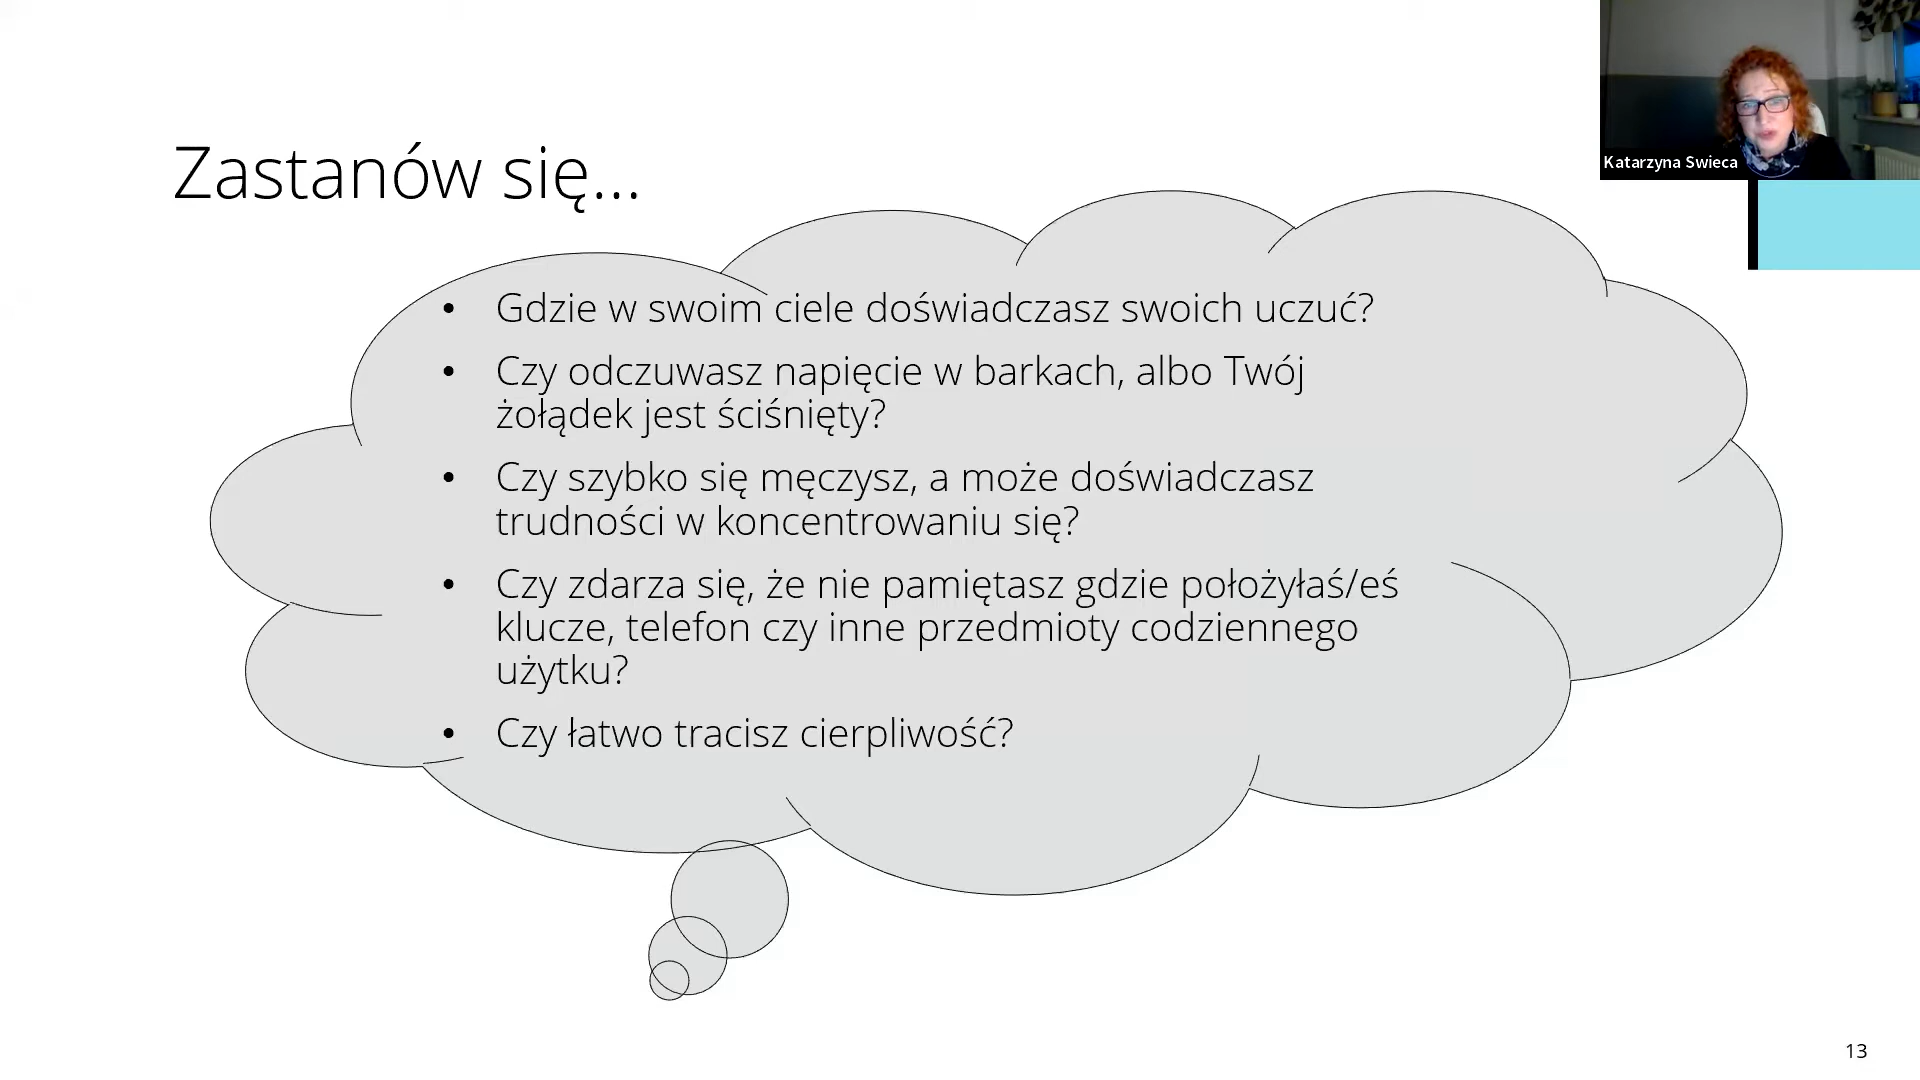 Katarzyna Swieca
Zastanów się...
• Gdzie w swoim ciele doświadczasz swoich uczuć?
• Czy odczuwasz napięcie w barkach, albo Twój
żołądek jest ściśnięty?
• Czy szybko się męczysz, a może doświadczasz
trudności w koncentrowaniu się?
• Czy zdarza się, że nie pamiętasz gdzie położyłaś/eś
klucze, telefon czy inne przedmioty codziennego
użytku?
• Czy łatwo tracisz cierpliwość?
13